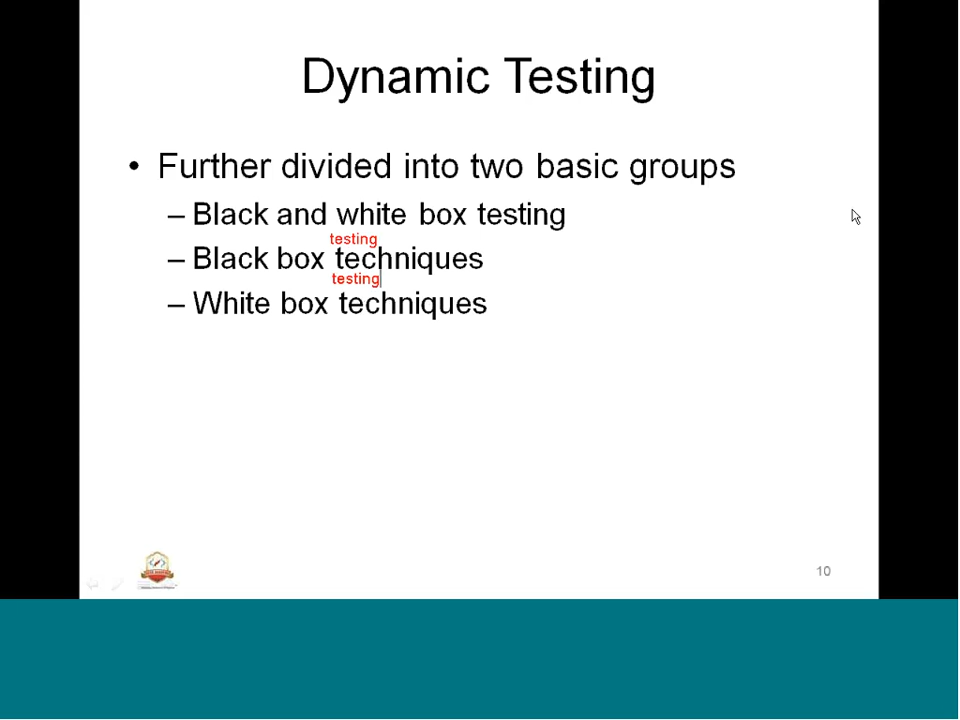 Dynamic Testing
• Further divided into two basic groups
– Black and white box testing
testing
– Black box techniques
testing
– White box techniques
10